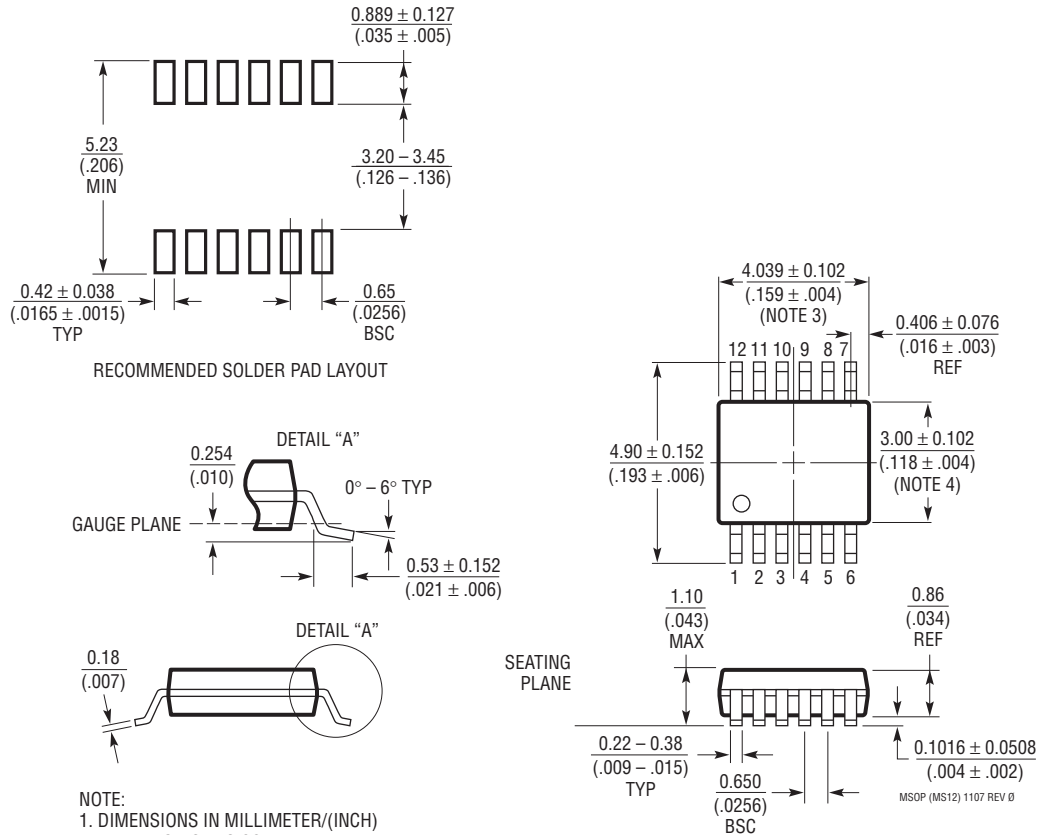 0.889 ± 0.127
(.035 ± .005)
5.23
(.206)
MIN
3.20 – 3.45
(.126 – .136)
0.42 ± 0.038
(.0165 ± .0015)
TYP
0.65
(.0256)
BSC
RECOMMENDED SOLDER PAD LAYOUT
4.039 ± 0.102
(.159 ± .004)
(NOTE 3)
0.406 ± 0.076
(.016 ± .003)
REF
12 11 10 9 8 7
4.90 ± 0.152
(.193 ± .006)
3.00 ± 0.102
(.118 ± .004)
(NOTE 4)
1 2 3 4 5 6
DETAIL “A”
0.254
(.010)
0° – 6° TYP
GAUGE PLANE
0.53 ± 0.152
(.021 ± .006)
DETAIL “A”
0.18
(.007)
SEATING
PLANE
1.10
(.043)
MAX
0.86
(.034)
REF
0.22 – 0.38
(.009 – .015)
TYP
0.650
(.0256)
BSC
0.1016 ± 0.0508
(.004 ± .002)
MSOP (MS12) 1107 REV Ø
NOTE:
1. DIMENSIONS IN MILLIMETER/(INCH)